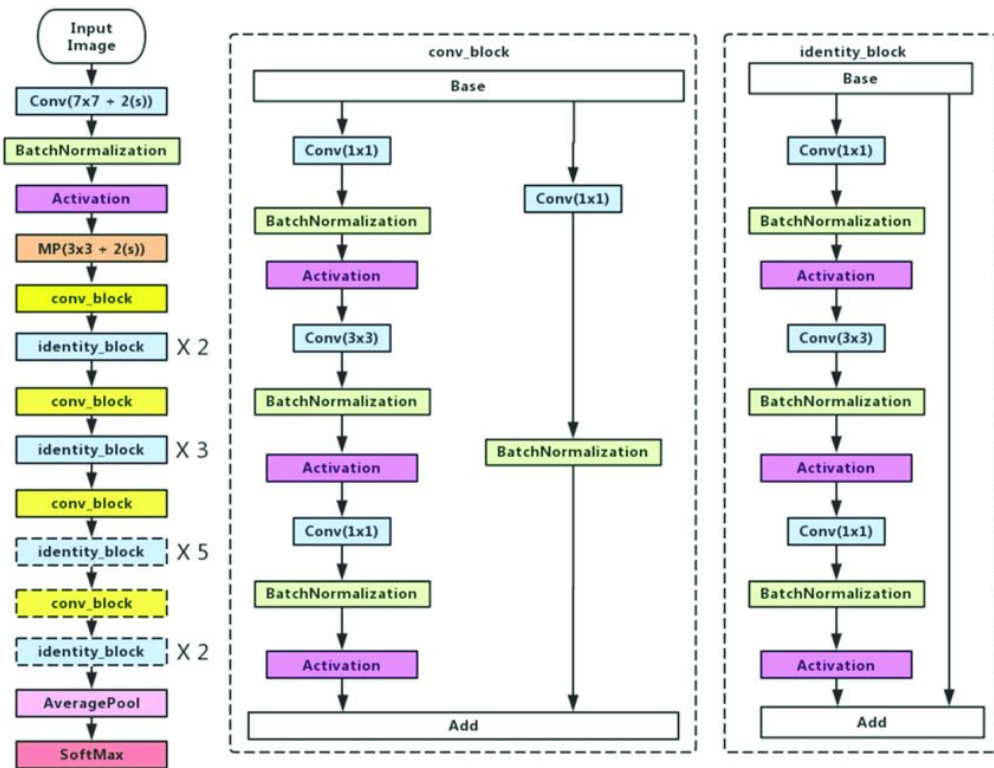 Input
Image
Conv(7x7 + 2(s))
BatchNormalization
Activation
MP(3x3 + 2(s))
conv_block
identity_block X 2
conv_block
identity_block X 3
conv_block
identity_block X 5
conv_block
identity_block X 2
AveragePool
SoftMax
conv_block
Base
Conv(1x1)
BatchNormalization
Activation
Conv(3x3)
BatchNormalization
Activation
Conv(1x1)
BatchNormalization
Activation
Conv(1x1)
BatchNormalization
Add
identity_block
Base
Conv(1x1)
BatchNormalization
Activation
Conv(3x3)
BatchNormalization
Activation
Conv(1x1)
BatchNormalization
Activation
Add